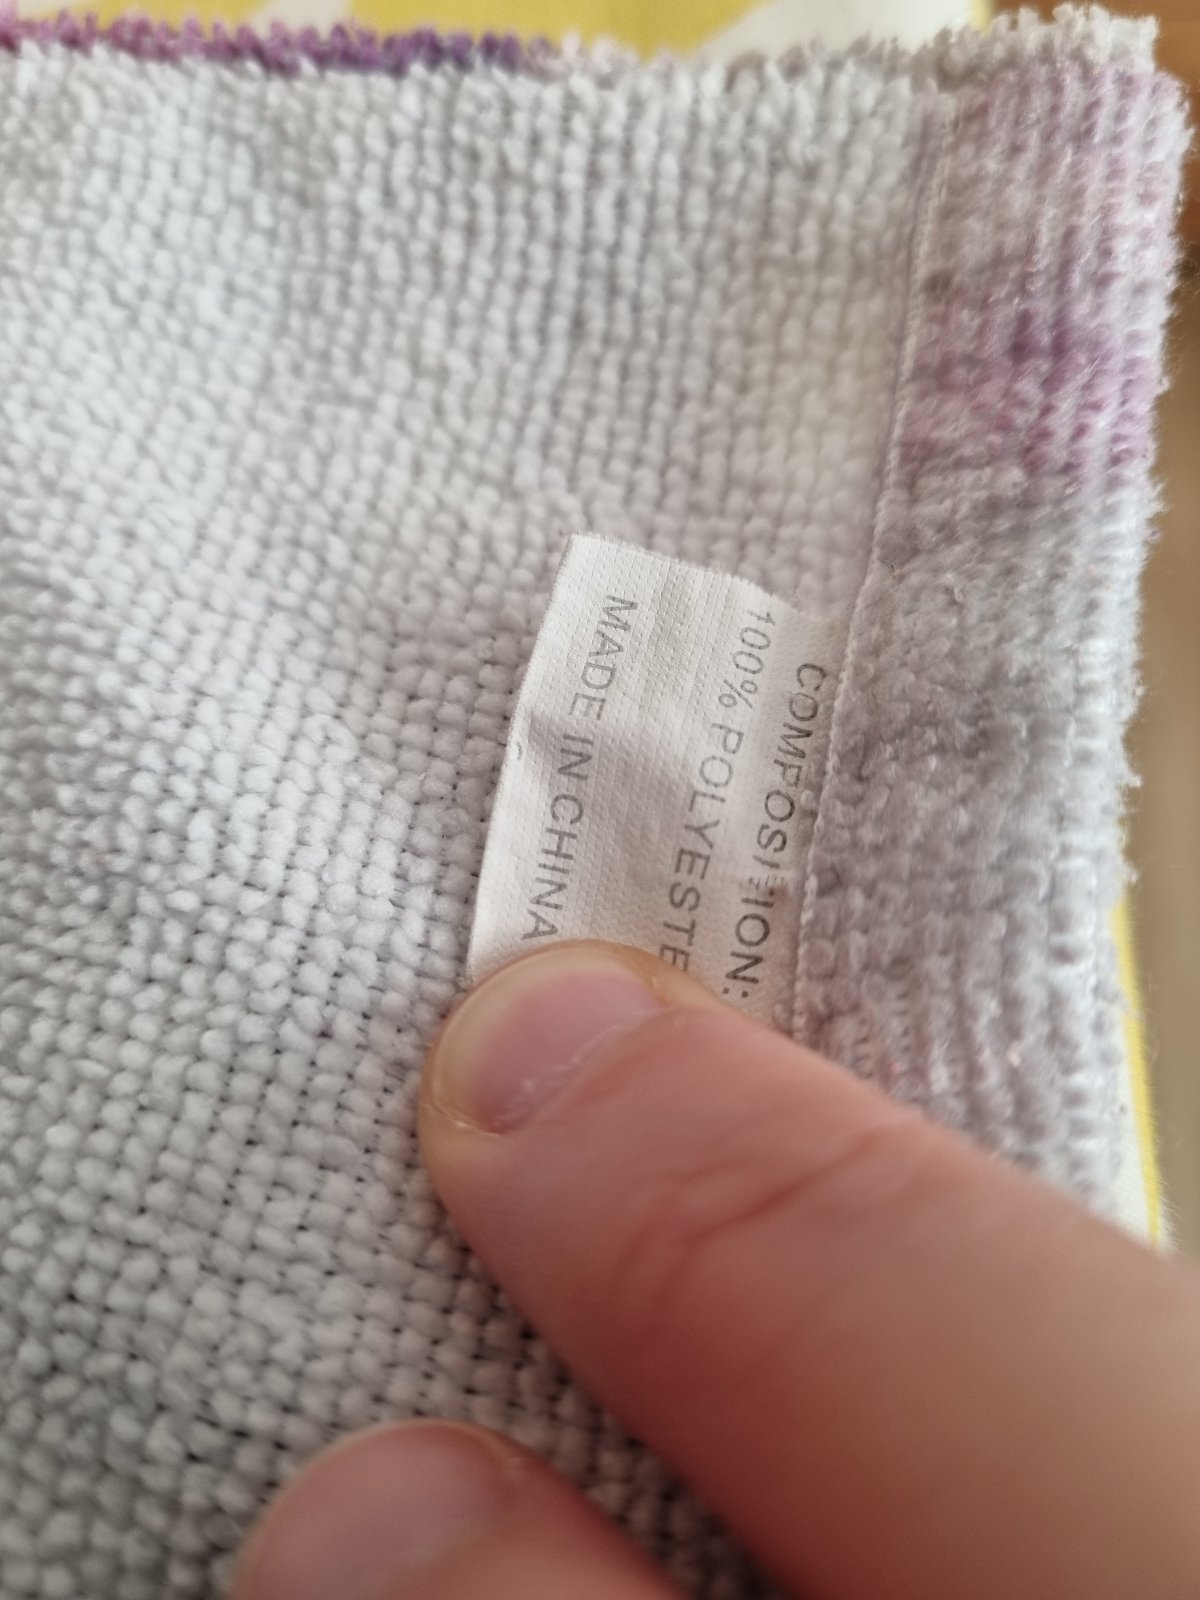 COMPOSITION:
100% POLYESTE
MADE IN CHINA